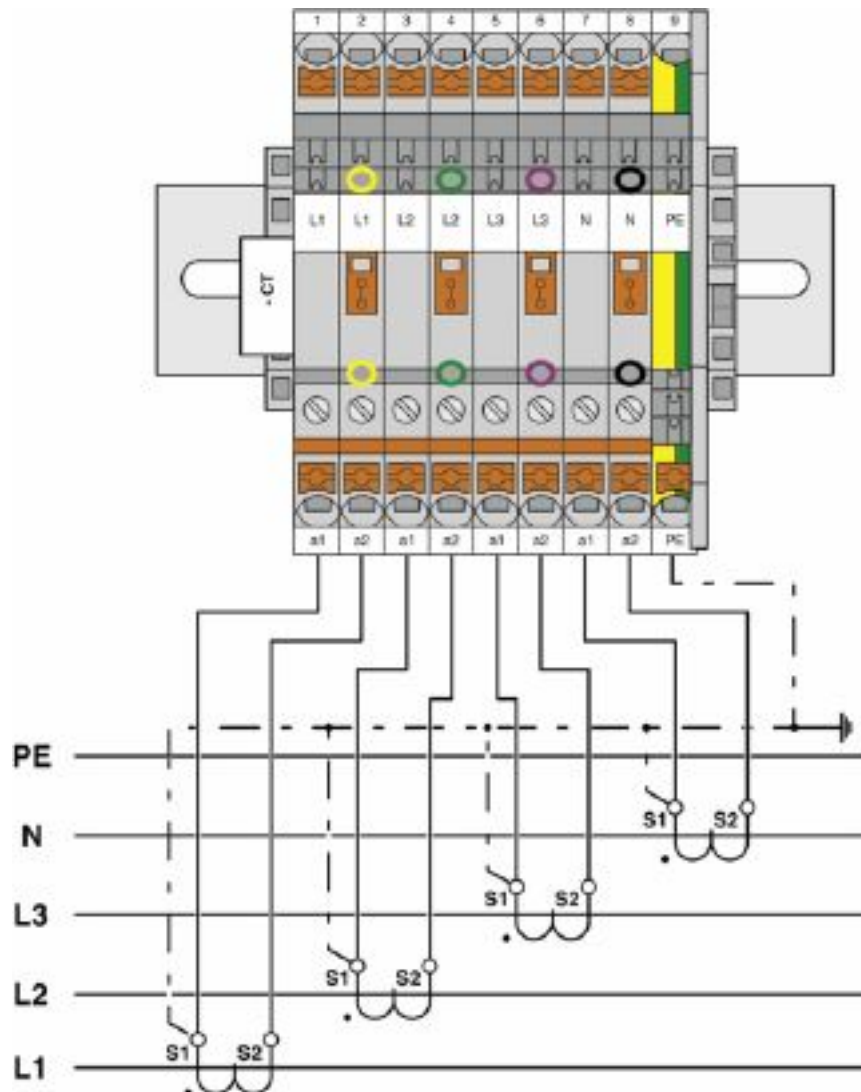 1 2 3 4 5 6 7 8 9
L1 L1 L2 L2 L3 L3 N N PE
- CT
a1 a2 a1 a2 a1 a2 a1 a2 PE
PE
S1 S2
N
S1 S2
L3
S1 S2
L2
S1 S2
L1